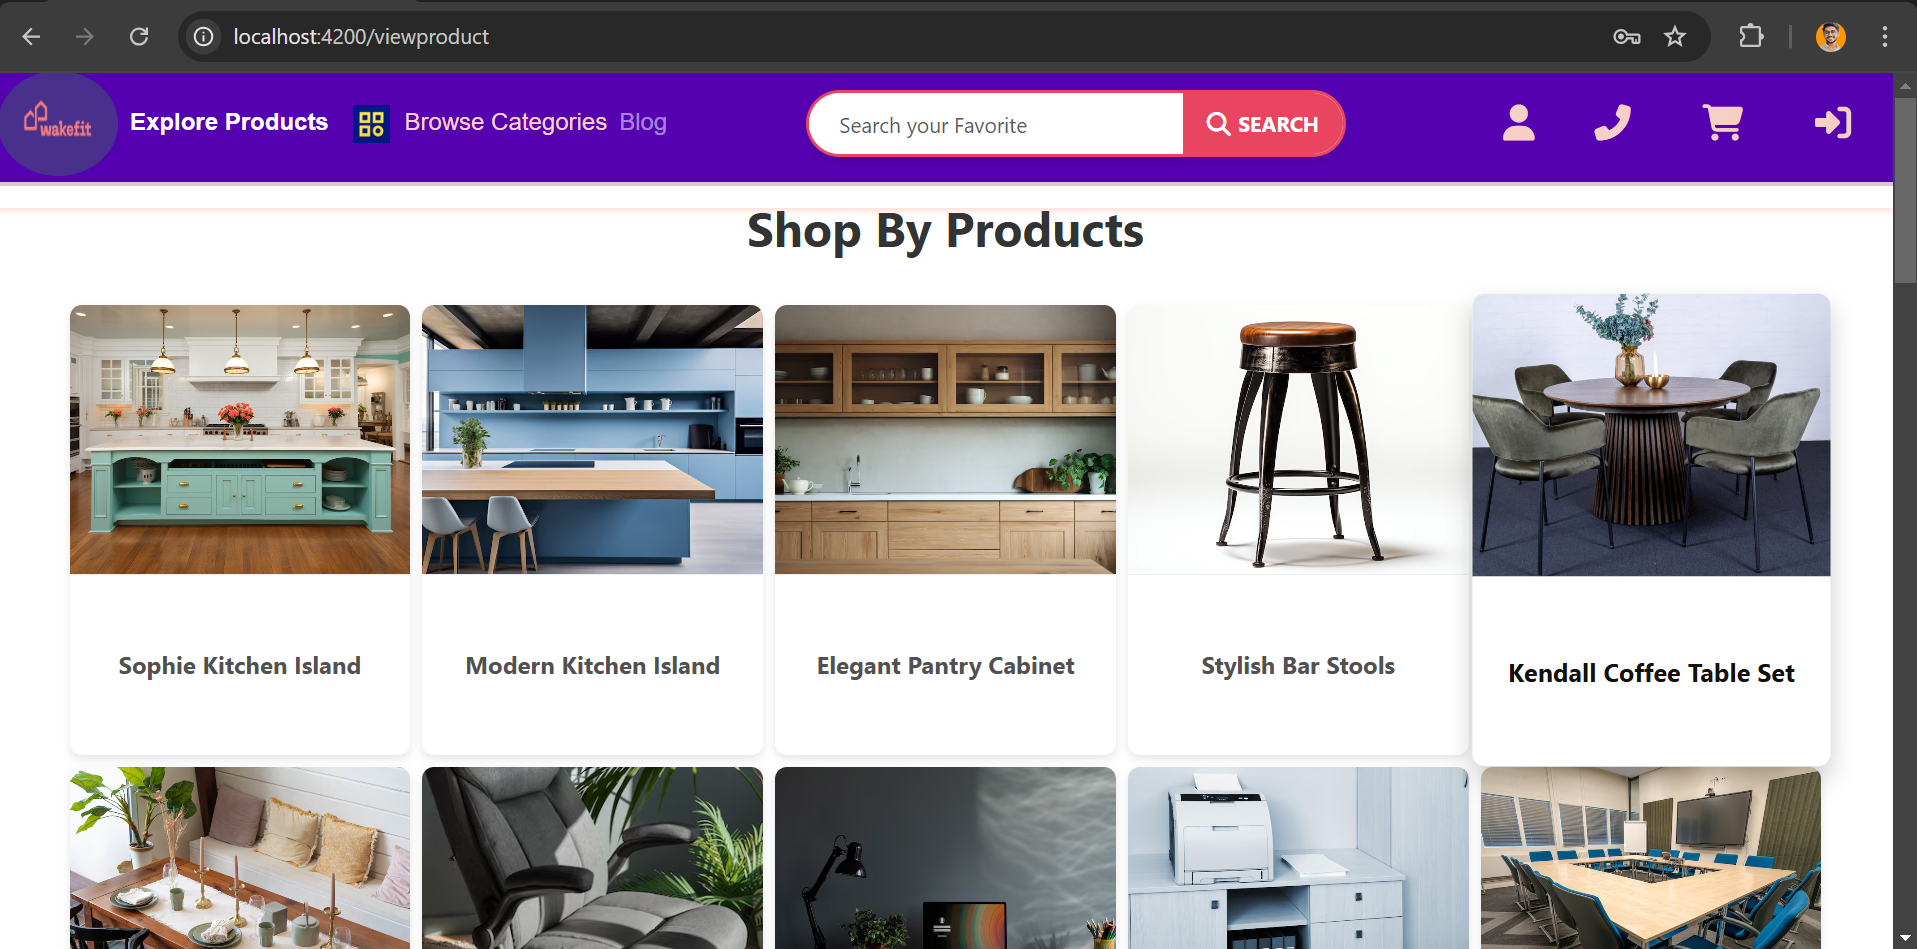 localhost:4200/viewproduct
wakefit
Explore Products
Browse Categories
Blog
Search your Favorite
SEARCH
Shop By Products
Sophie Kitchen Island
Modern Kitchen Island
Elegant Pantry Cabinet
Stylish Bar Stools
Kendall Coffee Table Set